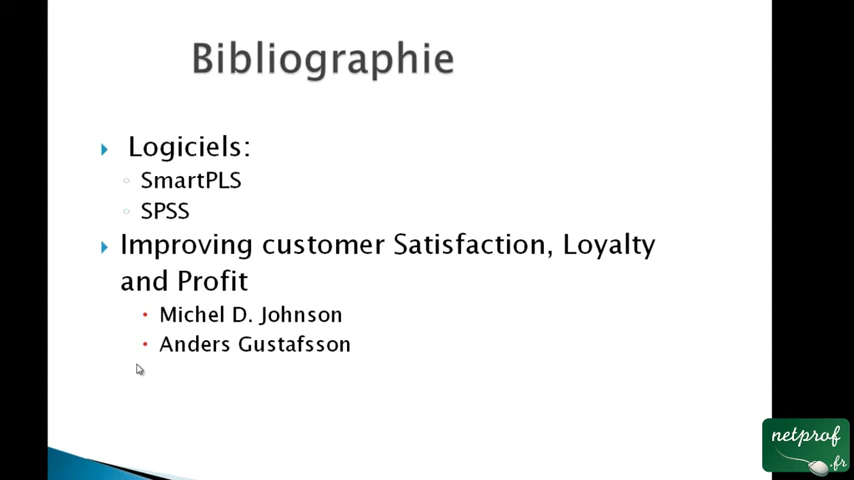 Bibliographie
Logiciels:
SmartPLS
SPSS
Improving customer Satisfaction, Loyalty
and Profit
Michel D. Johnson
Anders Gustafsson
netprof
.fr